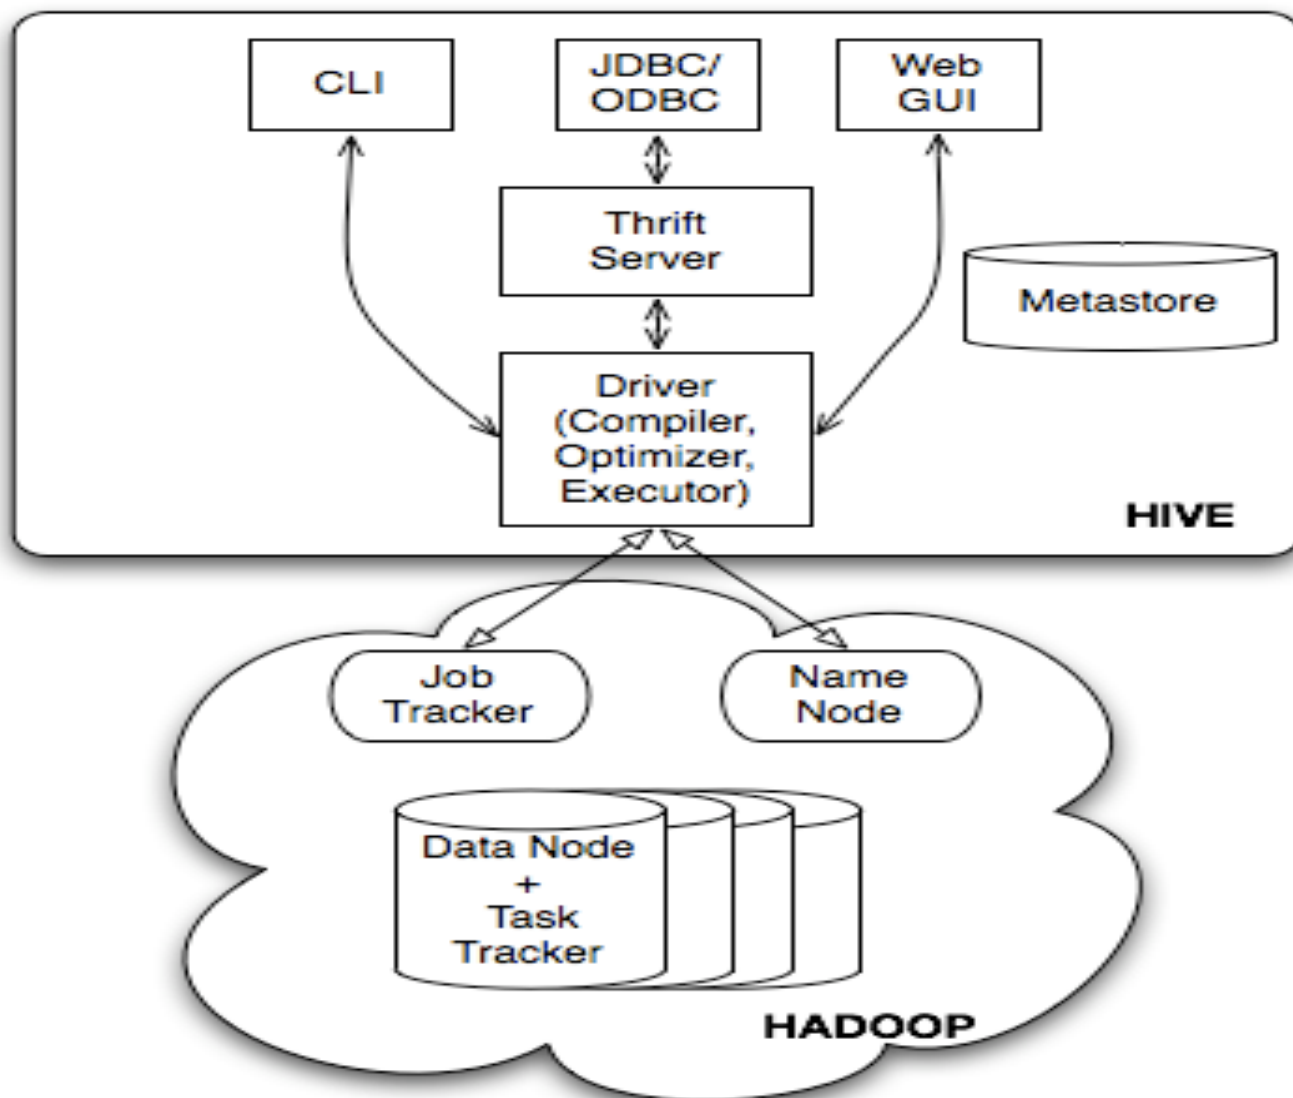 CLI
JDBC/
ODBC
Web
GUI
Thrift
Server
Metastore
Driver
(Compiler,
Optimizer,
Executor)
HIVE
Job
Tracker
Name
Node
Data Node
+
Task
Tracker
HADOOP